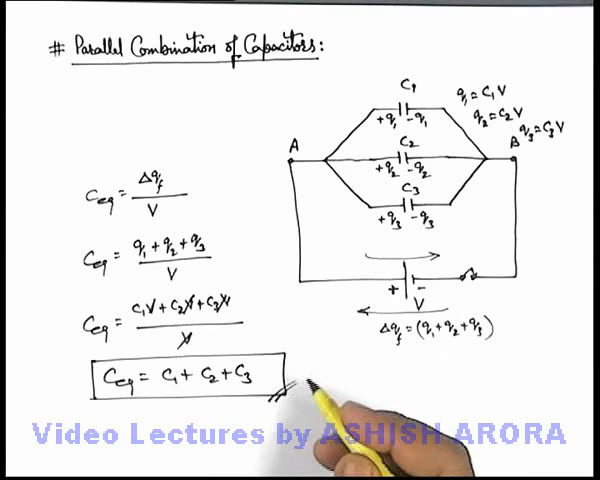 # Parallel Combination of Capacitors:
C1
+q1 -q1
q1 = C1V
q2 = C2V
q3 = C3V
A
B
C2
+q2 -q2
C3
+q3 -q3
+ -
V
Δqf = (q1 + q2 + q3)
Ceq = Δqf / V
Ceq = q1 + q2 + q3 / V
Ceq = C1V + C2V + C3V / V
Ceq = C1 + C2 + C3
Video Lectures by ASHISH ARORA